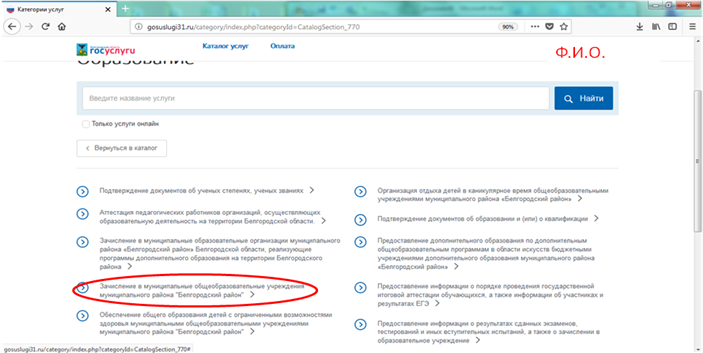 Категории услуг
gosuslugi31.ru/category/index.php?categoryId=CatalogSection_770
90%
госуслуги
Каталог услуг
Оплата
Ф.И.О.
Образование
Введите название услуги
Найти
Только услуги онлайн
Вернуться в каталог
Подтверждение документов об ученых степенях, ученых званиях.
Аттестация педагогических работников организаций, осуществляющих
образовательную деятельность на территории Белгородской области.
Зачисление в муниципальные образовательные организации муниципального
района «Белгородский район» Белгородской области, реализующие
программы дополнительного образования на территории Белгородского
района
Зачисление в муниципальные общеобразовательные учреждения
муниципального района "Белгородский район"
Обеспечение общего образования детей с ограниченными возможностями
здоровья муниципальными общеобразовательными учреждениями
муниципального района "Белгородский район"
Организация отдыха детей в каникулярное время общеобразовательными
учреждениями муниципального района «Белгородский район»
Подтверждение документов об образовании и (или) о квалификации
Предоставление дополнительного образования по дополнительным
общеобразовательным программам в области искусств бюджетными
учреждениями дополнительного образования муниципального района
«Белгородский район»
Предоставление информации о порядке проведения государственной
итоговой аттестации обучающихся, а также информации об участниках и
результатах ЕГЭ
Предоставление информации о результатах сданных экзаменов,
тестирований и иных вступительных испытаний, а также о зачислении в
образовательное учреждение
gosuslugi31.ru/category/index.php?categoryId=CatalogSection_770#